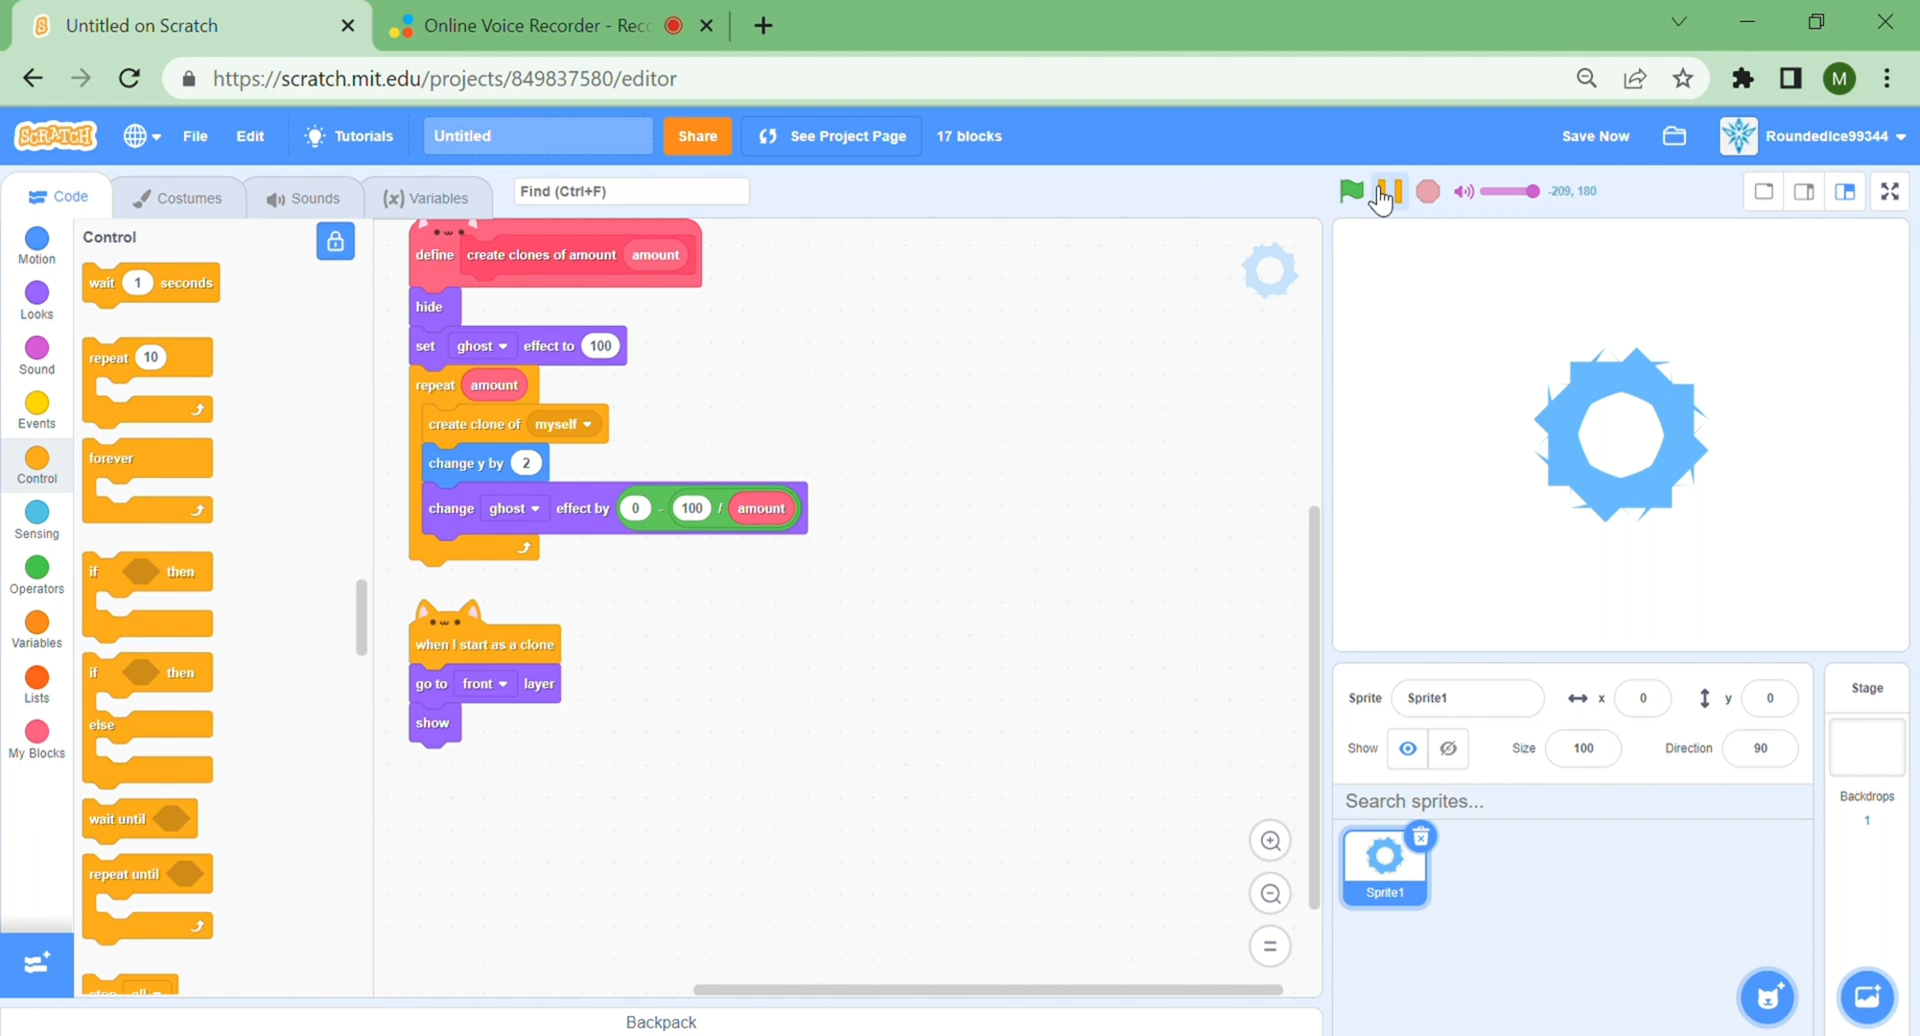 Untitled on Scratch
Online Voice Recorder - Reco
https://scratch.mit.edu/projects/849837580/editor
M
SCRATCH
File
Edit
Tutorials
Untitled
Share
See Project Page
17 blocks
Save Now
RoundedIce99344
Code
Costumes
Sounds
(x) Variables
Find (Ctrl+F)
-209, 180
Motion
Looks
Sound
Events
Control
Sensing
Operators
Variables
Lists
My Blocks
Control
wait 1 seconds
repeat 10
forever
if then
if then
else
wait until
repeat until
stop all
define create clones of amount amount
hide
set ghost effect to 100
repeat amount
create clone of myself
change y by 2
change ghost effect by 0 - 100 / amount
when I start as a clone
go to front layer
show
Sprite Sprite1 x 0 y 0
Show Size 100 Direction 90
Search sprites...
Sprite1
Stage
Backdrops
1
Backpack